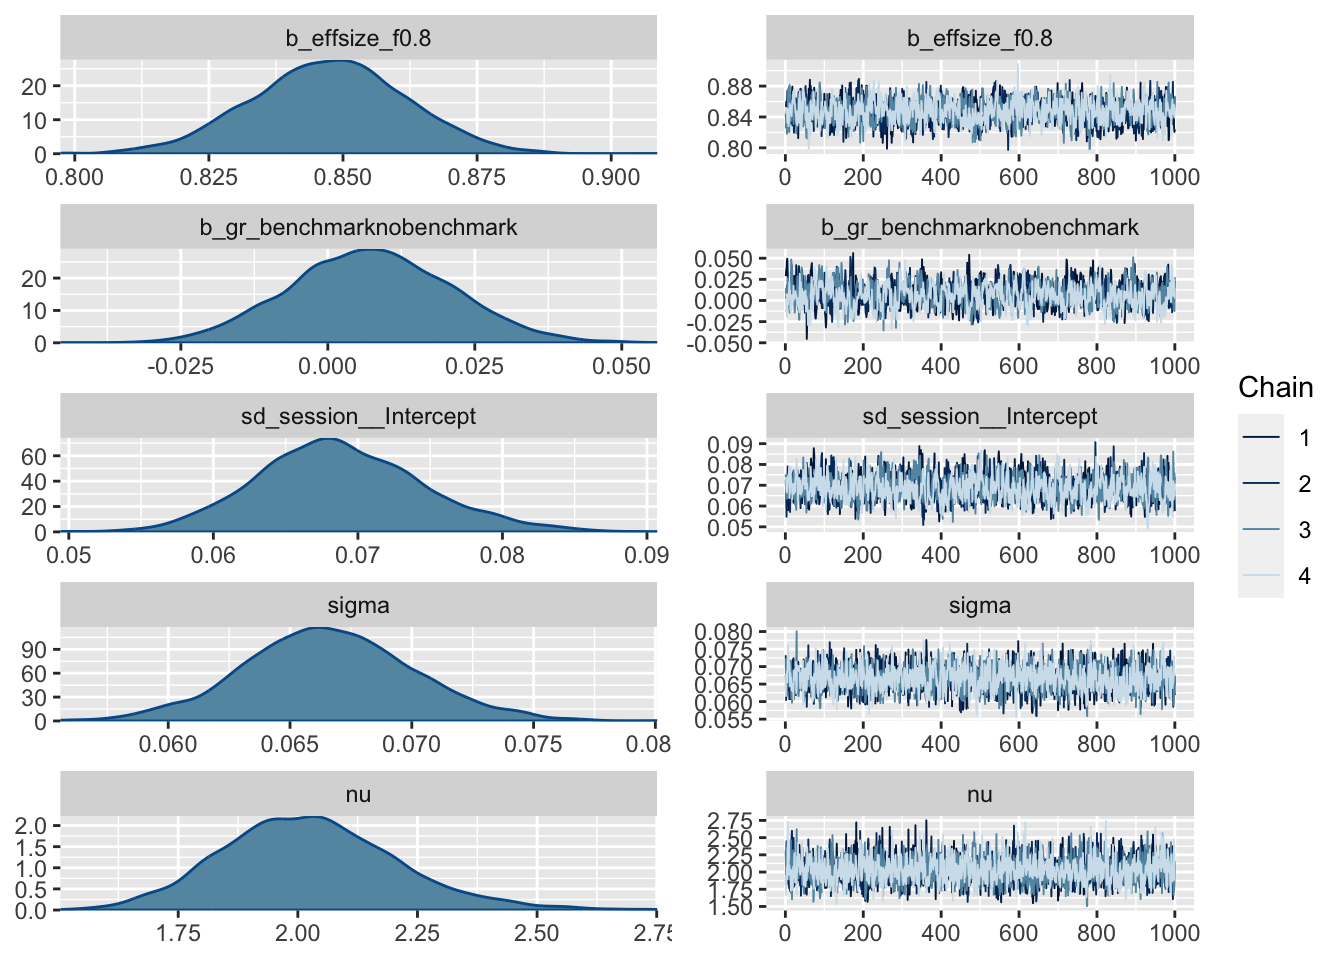 b_effsize_f0.8
20
10
0
0.800 0.825 0.850 0.875 0.900
b_effsize_f0.8
0.88
0.84
0.80
0 200 400 600 800 1000
b_gr_benchmarknobenchmark
20
10
0
-0.025 0.000 0.025 0.050
b_gr_benchmarknobenchmark
0.050
0.025
0.000
-0.025
-0.050
0 200 400 600 800 1000
sd_session__Intercept
60
40
20
0
0.05 0.06 0.07 0.08 0.09
sd_session__Intercept
0.09
0.08
0.07
0.06
0.05
0 200 400 600 800 1000
sigma
90
60
30
0
0.060 0.065 0.070 0.075 0.08
sigma
0.080
0.075
0.070
0.065
0.060
0.055
0 200 400 600 800 1000
nu
2.0
1.5
1.0
0.5
0.0
1.75 2.00 2.25 2.50 2.75
nu
2.75
2.50
2.25
2.00
1.75
1.50
0 200 400 600 800 1000
Chain
1
2
3
4